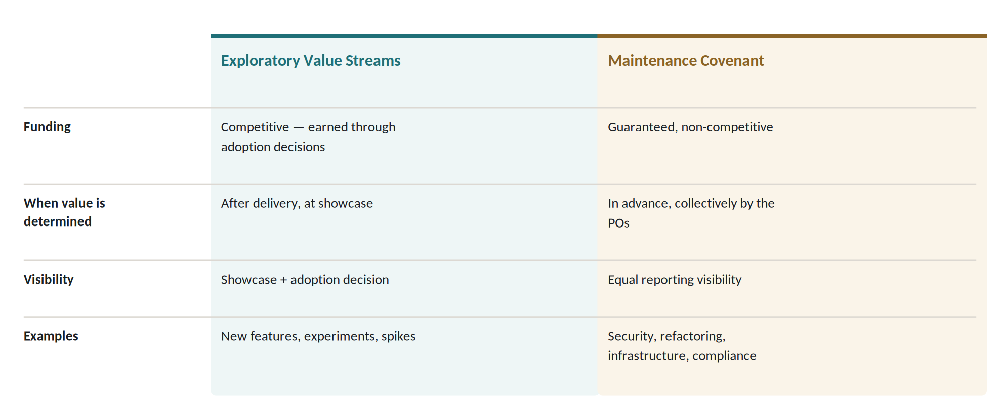 Exploratory Value Streams
Maintenance Covenant
Funding
Competitive — earned through
adoption decisions
Guaranteed, non-competitive
When value is
determined
After delivery, at showcase
In advance, collectively by the
POs
Visibility
Showcase + adoption decision
Equal reporting visibility
Examples
New features, experiments, spikes
Security, refactoring,
infrastructure, compliance